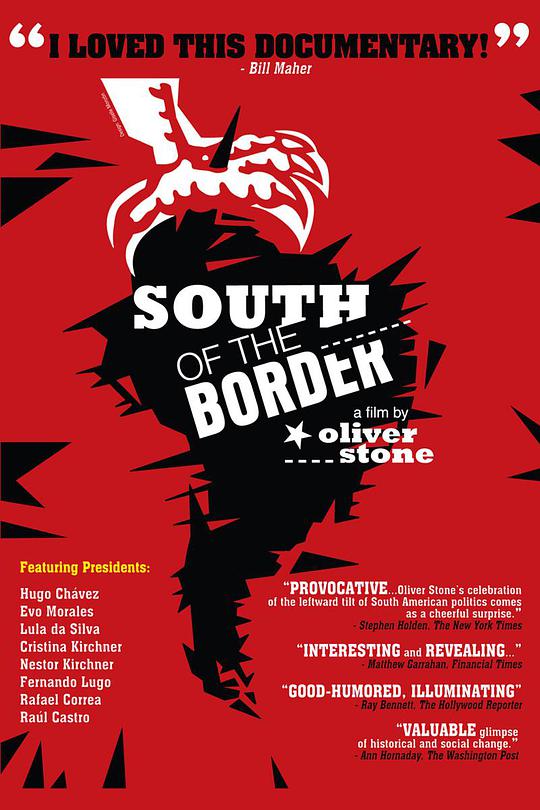 “I LOVED THIS DOCUMENTARY!”
- Bill Maher
Design: Gisela Monzón
SOUTH
OF THE
BORDER
a film by
oliver
stone
Featuring Presidents:
Hugo Chávez
Evo Morales
Lula da Silva
Cristina Kirchner
Nestor Kirchner
Fernando Lugo
Rafael Correa
Raúl Castro
“PROVOCATIVE...Oliver Stone's celebration
of the leftward tilt of South American politics comes
as a cheerful surprise.”
- Stephen Holden, The New York Times
“INTERESTING and REVEALING...”
- Matthew Garrahan, Financial Times
“GOOD-HUMORED, ILLUMINATING”
- Ray Bennett, The Hollywood Reporter
“VALUABLE glimpse
of historical and social change.”
- Ann Hornaday, The Washington Post